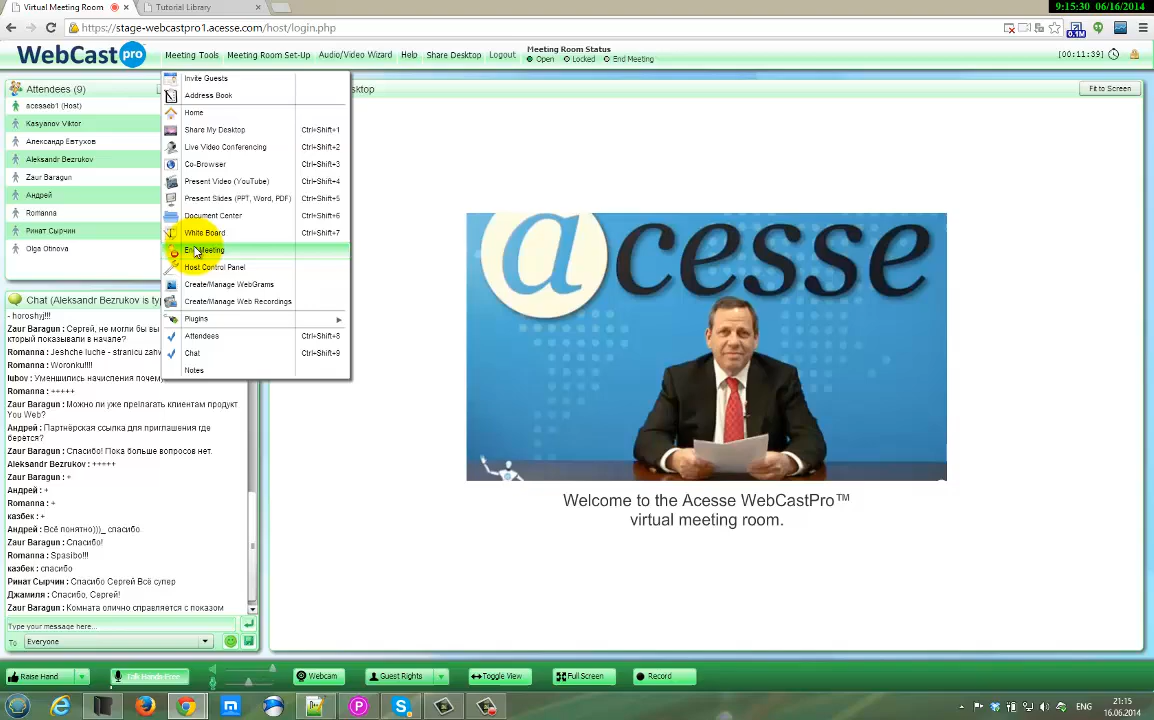 Virtual Meeting Room
Tutorial Library
9:15:30 06/16/2014
https://stage-webcastpro1.acesse.com/host/login.php
0.1M
WebCast pro
Meeting Tools
Meeting Room Set-Up
Audio/Video Wizard
Help
Share Desktop
Logout
Meeting Room Status
Open
Locked
End Meeting
[00:11:39]
Attendees (9)
acesseb1 (Host)
Kasyanov Viktor
Александр Евтухов
Aleksandr Bezrukov
Zaur Baragun
Андрей
Romanna
Ринат Сырчин
Olga Otinova
Invite Guests
Address Book
Home
Share My Desktop Ctrl+Shift+1
Live Video Conferencing Ctrl+Shift+2
Co-Browser Ctrl+Shift+3
Present Video (YouTube) Ctrl+Shift+4
Present Slides (PPT, Word, PDF) Ctrl+Shift+5
Document Center Ctrl+Shift+6
White Board Ctrl+Shift+7
End Meeting
Host Control Panel
Create/Manage WebGrams
Create/Manage Web Recordings
Plugins
Attendees Ctrl+Shift+8
Chat Ctrl+Shift+9
Notes
Fit to Screen
@cesse
Welcome to the Acesse WebCastPro™
virtual meeting room.
Chat (Aleksandr Bezrukov is ty
- horoshyj!!!
Zaur Baragun : Сергей, не могли бы вы
который показывали в начале?
Romanna : Jeshche luche - stranicu zahv
Romanna : Woronku!!!!
lubov : Уменшились начисления почему
Romanna : +++++
Zaur Baragun : Можно ли уже прелагать клиентам продукт
You Web?
Андрей : Партнёрская ссылка для приглашения где
берётся?
Zaur Baragun : Спасибо! Пока больше вопросов нет.
Aleksandr Bezrukov : +++++
Zaur Baragun : +
Андрей : +
Romanna : +
казбек : +
Андрей : Всё понятно)))_ спасибо.
Zaur Baragun : Спасибо!
Romanna : Spasibo!!!
казбек : спасибо
Ринат Сырчин : Спасибо Сергей Всё супер
Джамиля : Спасибо, Сергей!
Zaur Baragun : Комната олично справляется с показом
Type your message here...
To Everyone
Raise Hand
Talk Hands-Free
Webcam
Guest Rights
Toggle View
Full Screen
Record
ENG
21:15
16.06.2014